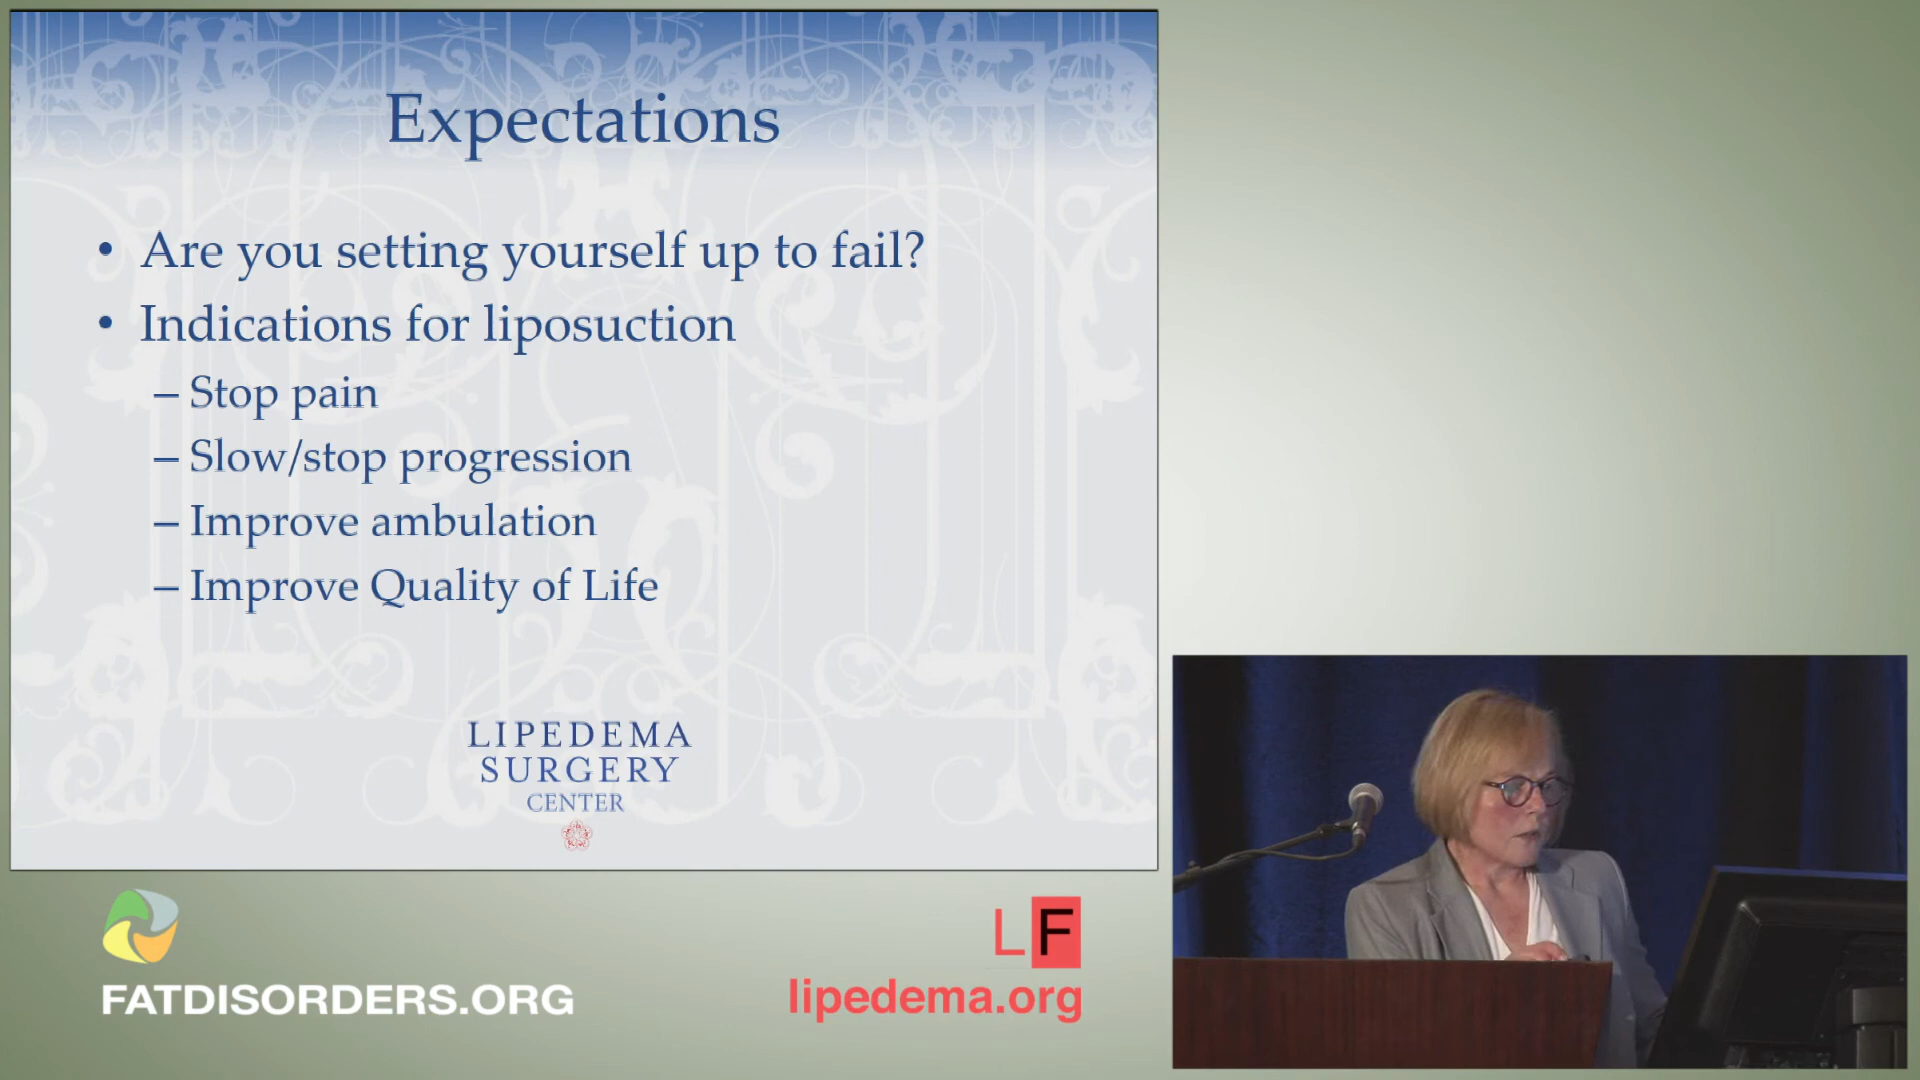 Expectations
• Are you setting yourself up to fail?
• Indications for liposuction
– Stop pain
– Slow/stop progression
– Improve ambulation
– Improve Quality of Life
LIPEDEMA
SURGERY
CENTER
FATDISORDERS.ORG
LF
lipedema.org